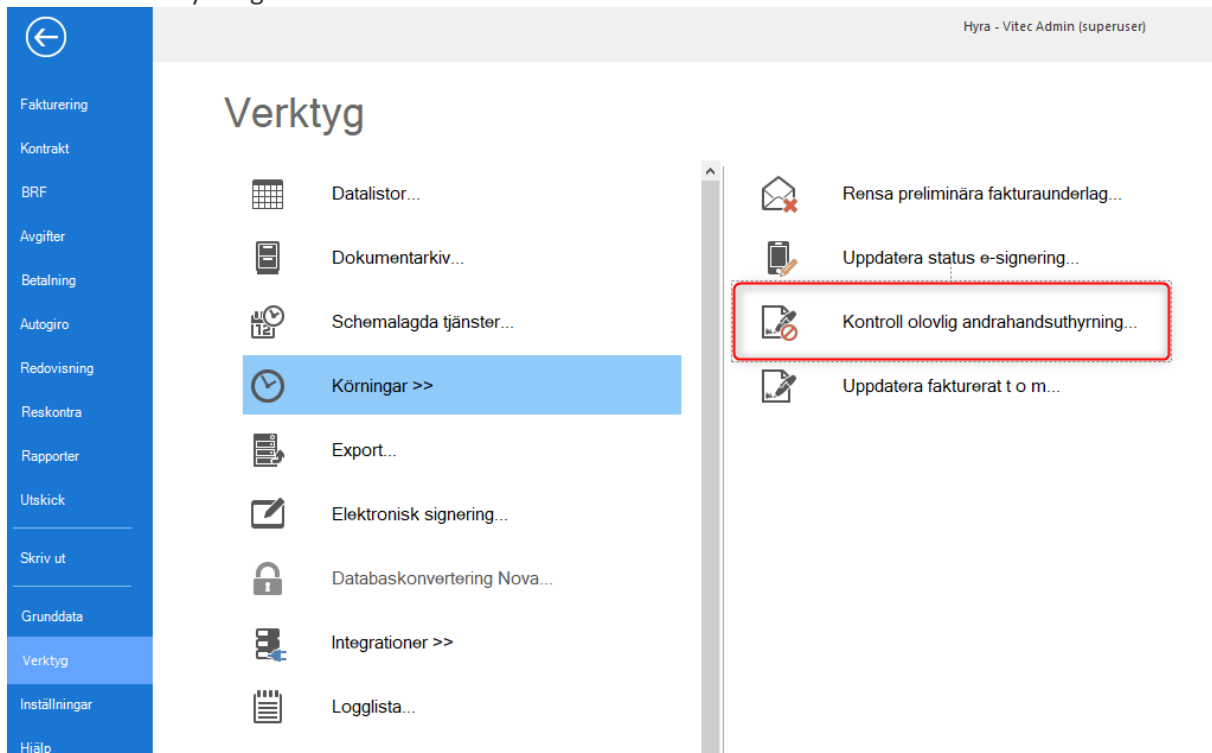 Hyra - Vitec Admin (superuser)
Fakturering
Kontrakt
BRF
Avgifter
Betalning
Autogiro
Redovisning
Reskontra
Rapporter
Utskick
Skriv ut
Grunddata
Verktyg
Inställningar
Hjälp
Verktyg
Datalistor...
Dokumentarkiv...
Schemalagda tjänster...
Körningar >>
Export...
Elektronisk signering...
Databaskonvertering Nova...
Integrationer >>
Logglista...
Rensa preliminära fakturaunderlag...
Uppdatera status e-signering...
Kontroll olovlig andrahandsuthyrning...
Uppdatera fakturerat t o m...